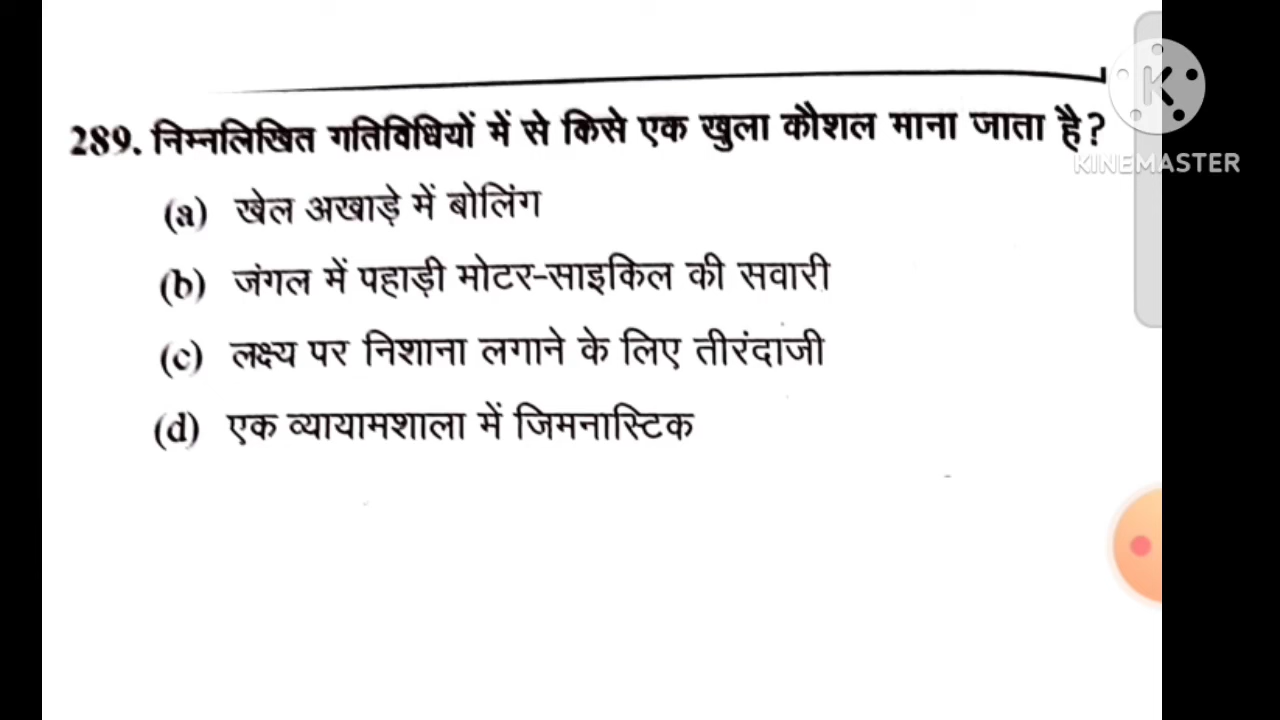 289. निम्नलिखित गतिविधियों में से किसे एक खुला कौशल माना जाता है?
K
KINEMASTER
(a) खेल अखाड़े में बोलिंग
(b) जंगल में पहाड़ी मोटर-साइकिल की सवारी
(c) लक्ष्य पर निशाना लगाने के लिए तीरंदाजी
(d) एक व्यायामशाला में जिमनास्टिक